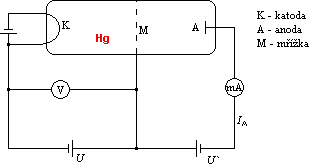 K - katoda
A - anoda
M - mřížka
K
Hg
M
A
V
mA
I_A
U
U`